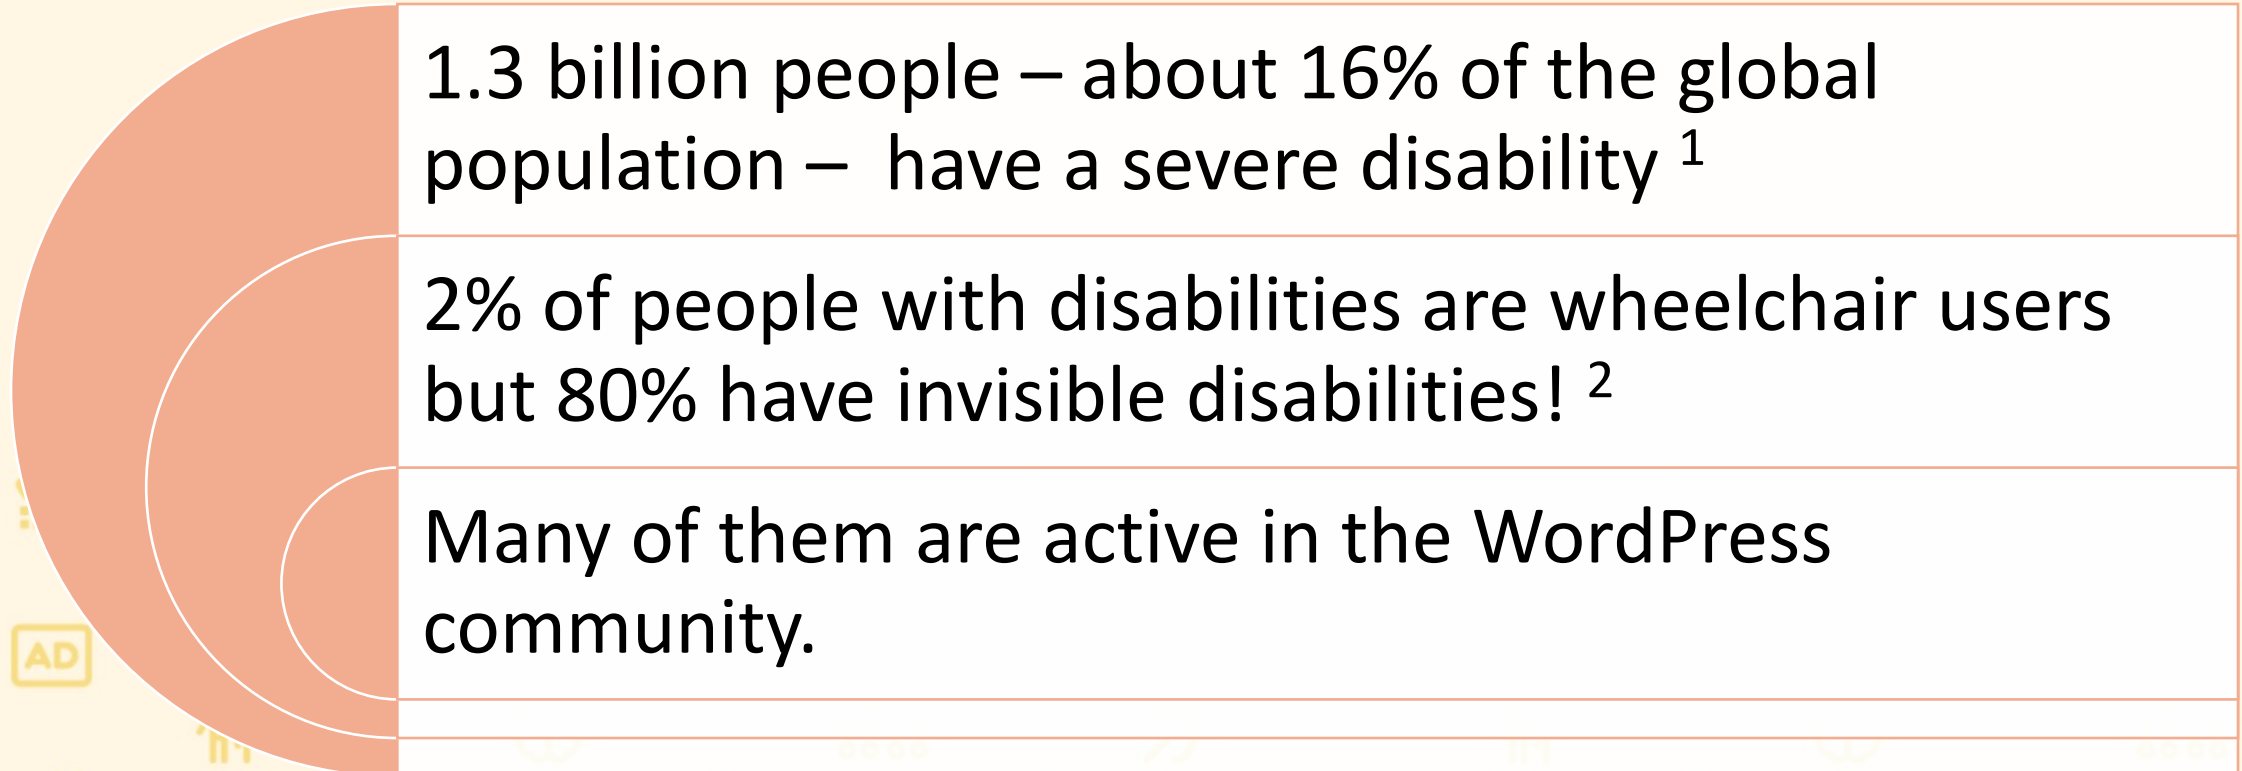 1.3 billion people – about 16% of the global
population –  have a severe disability 1
2% of people with disabilities are wheelchair users
but 80% have invisible disabilities! 2
Many of them are active in the WordPress
community.
AD